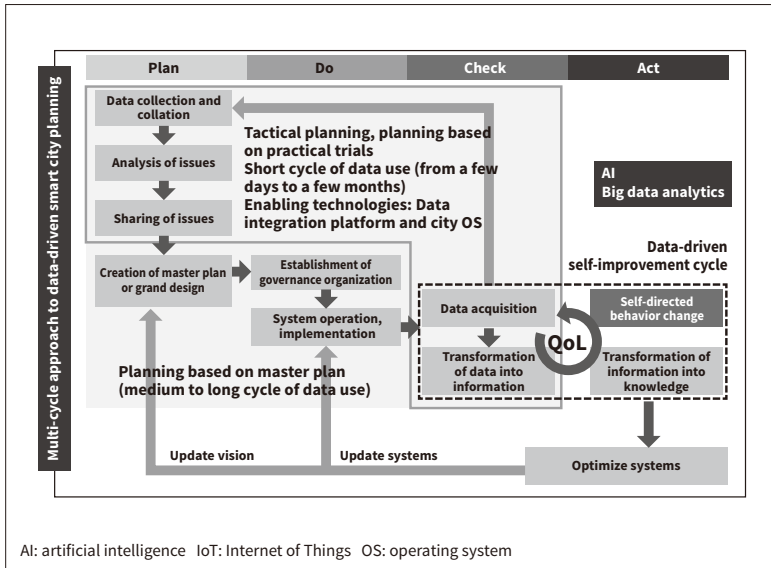 Multi-cycle approach to data-driven smart city planning
Plan
Do
Check
Act
Data collection and
collation
Analysis of issues
Sharing of issues
Tactical planning, planning based
on practical trials
Short cycle of data use (from a few
days to a few months)
Enabling technologies: Data
integration platform and city OS
AI
Big data analytics
Data-driven
self-improvement cycle
Creation of master plan
or grand design
Establishment of
governance organization
System operation,
implementation
Data acquisition
Transformation
of data into
information
QoL
Self-directed
behavior change
Transformation of
information into
knowledge
Planning based on master plan
(medium to long cycle of data use)
Update vision
Update systems
Optimize systems
AI: artificial intelligence IoT: Internet of Things OS: operating system